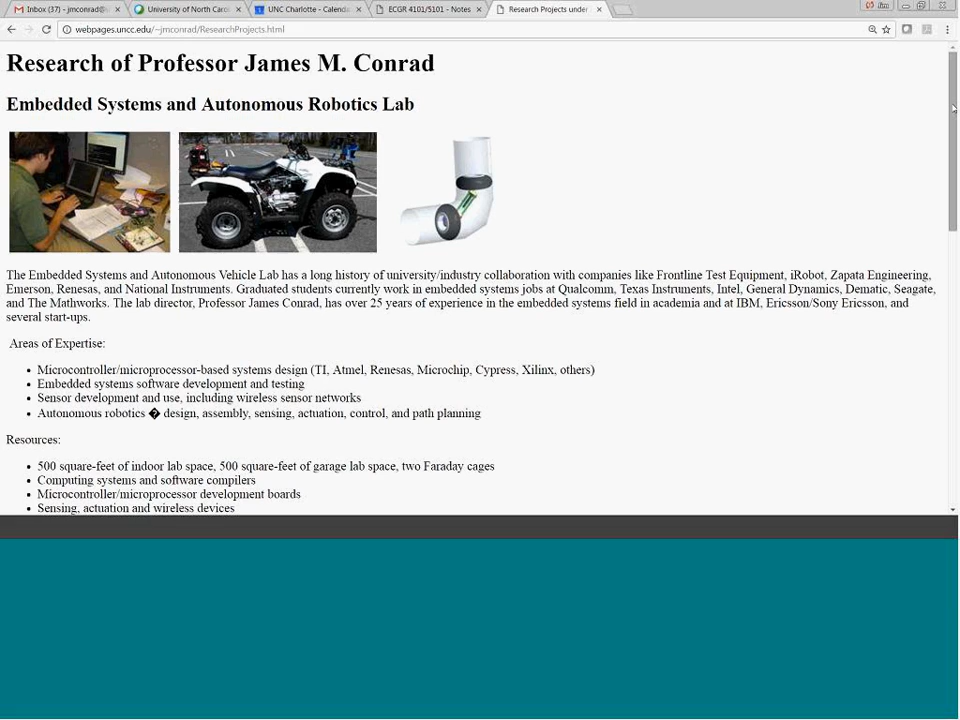 Inbox (37) - jmconrad@
University of North Caro
UNC Charlotte - Calenda
ECGR 4101/5101 - Notes
Research Projects under
webpages.uncc.edu/~jmconrad/ResearchProjects.html
Research of Professor James M. Conrad
Embedded Systems and Autonomous Robotics Lab
The Embedded Systems and Autonomous Vehicle Lab has a long history of university/industry collaboration with companies like Frontline Test Equipment, iRobot, Zapata Engineering,
Emerson, Renesas, and National Instruments. Graduated students currently work in embedded systems jobs at Qualcomm, Texas Instruments, Intel, General Dynamics, Dematic, Seagate,
and The Mathworks. The lab director, Professor James Conrad, has over 25 years of experience in the embedded systems field in academia and at IBM, Ericsson/Sony Ericsson, and
several start-ups.
Areas of Expertise:
• Microcontroller/microprocessor-based systems design (TI, Atmel, Renesas, Microchip, Cypress, Xilinx, others)
• Embedded systems software development and testing
• Sensor development and use, including wireless sensor networks
• Autonomous robotics � design, assembly, sensing, actuation, control, and path planning
Resources:
• 500 square-feet of indoor lab space, 500 square-feet of garage lab space, two Faraday cages
• Computing systems and software compilers
• Microcontroller/microprocessor development boards
• Sensing, actuation and wireless devices